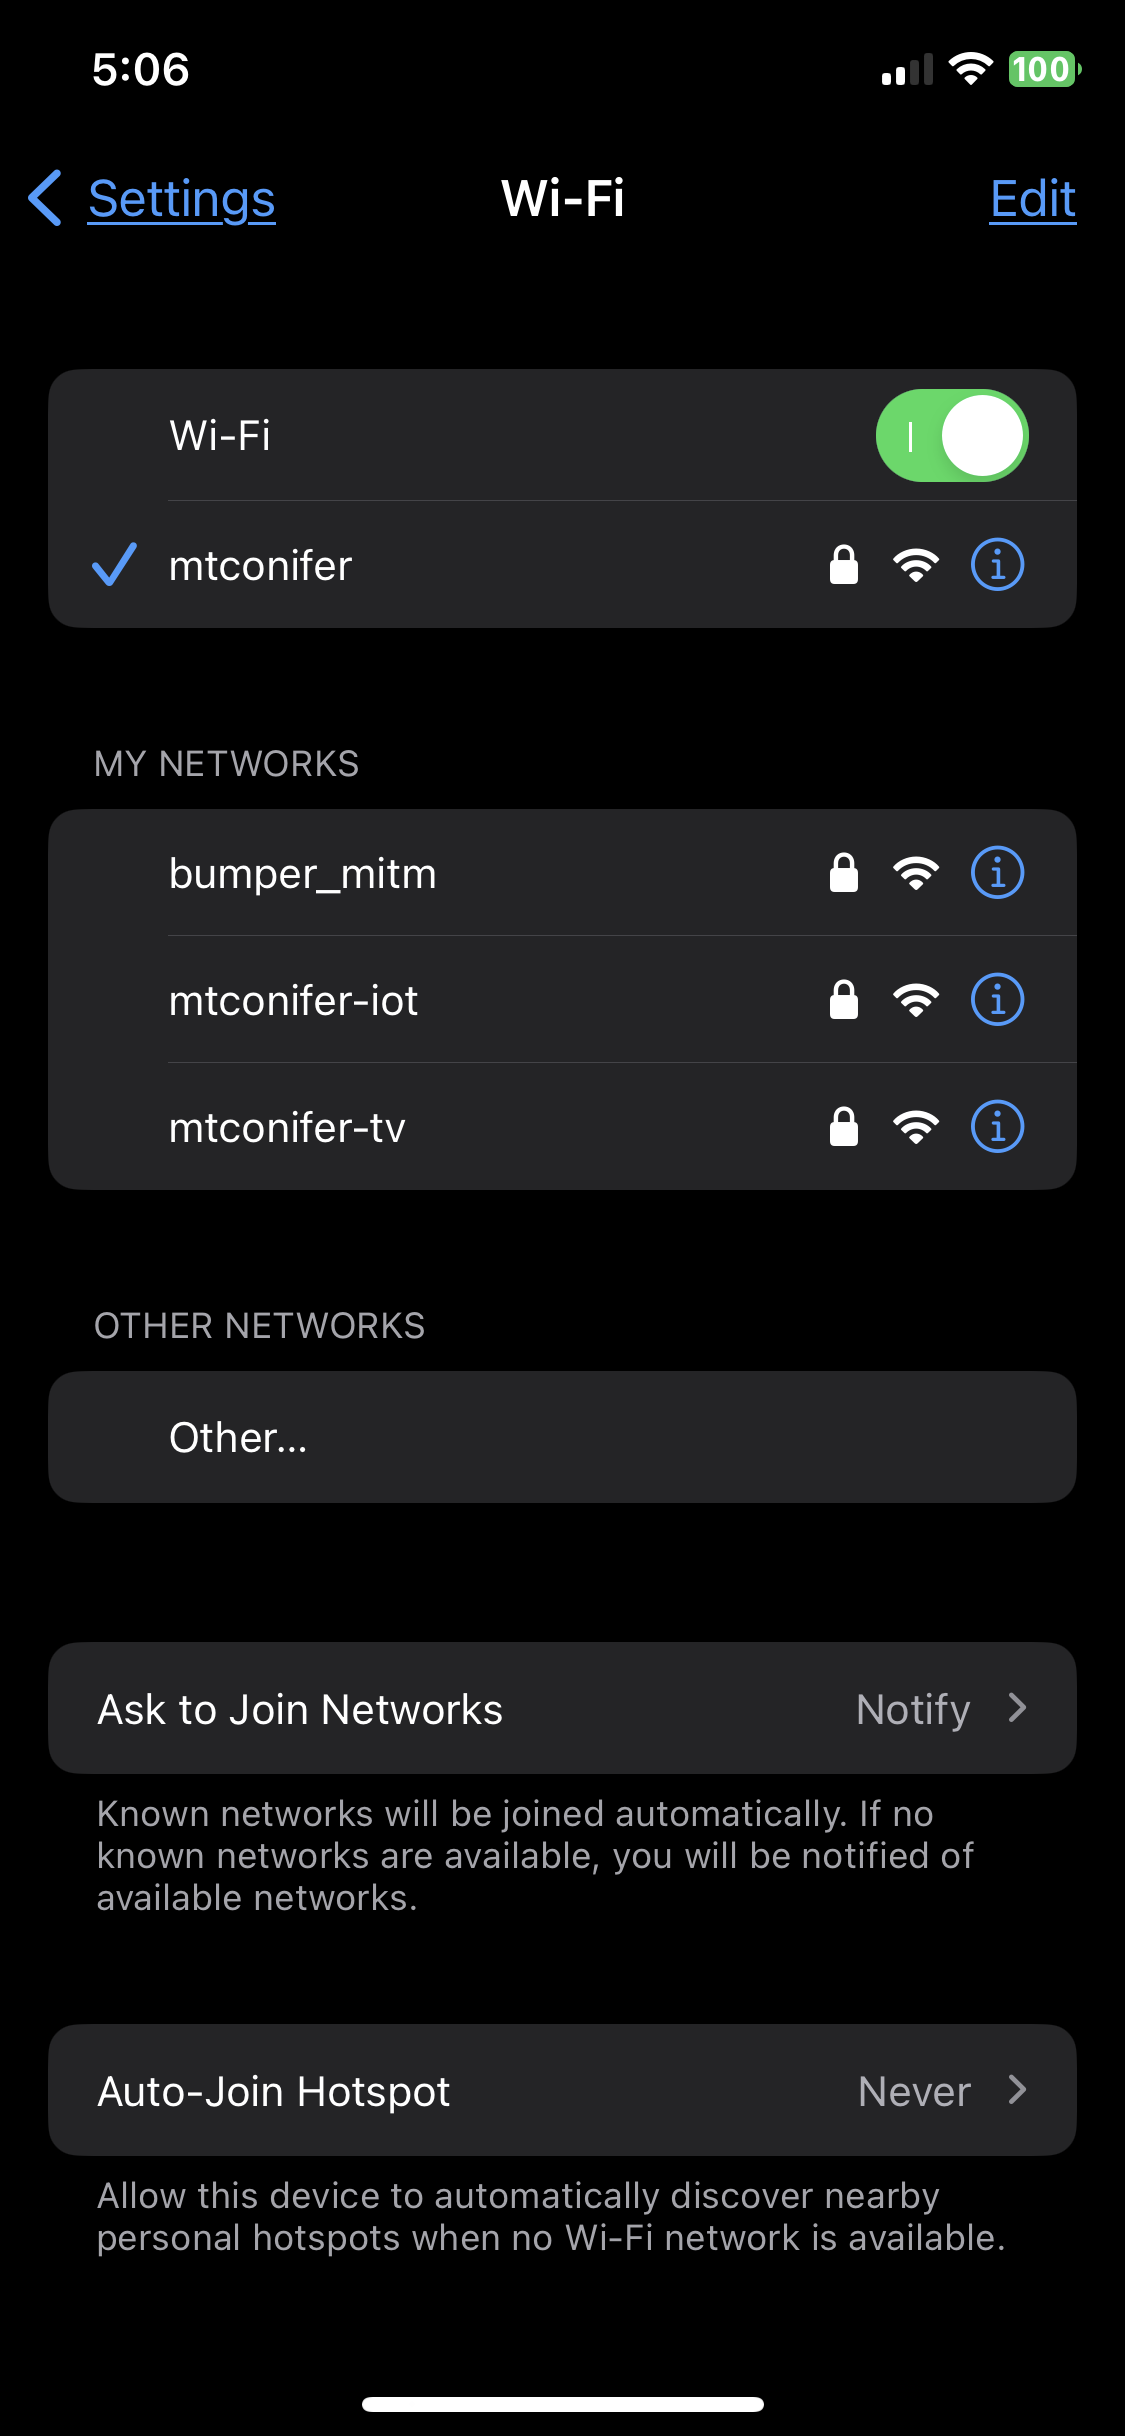 5:06
100
Settings
Wi-Fi
Edit
Wi-Fi
mtconifer
MY NETWORKS
bumper_mitm
mtconifer-iot
mtconifer-tv
OTHER NETWORKS
Other...
Ask to Join Networks
Notify
Known networks will be joined automatically. If no
known networks are available, you will be notified of
available networks.
Auto-Join Hotspot
Never
Allow this device to automatically discover nearby
personal hotspots when no Wi-Fi network is available.